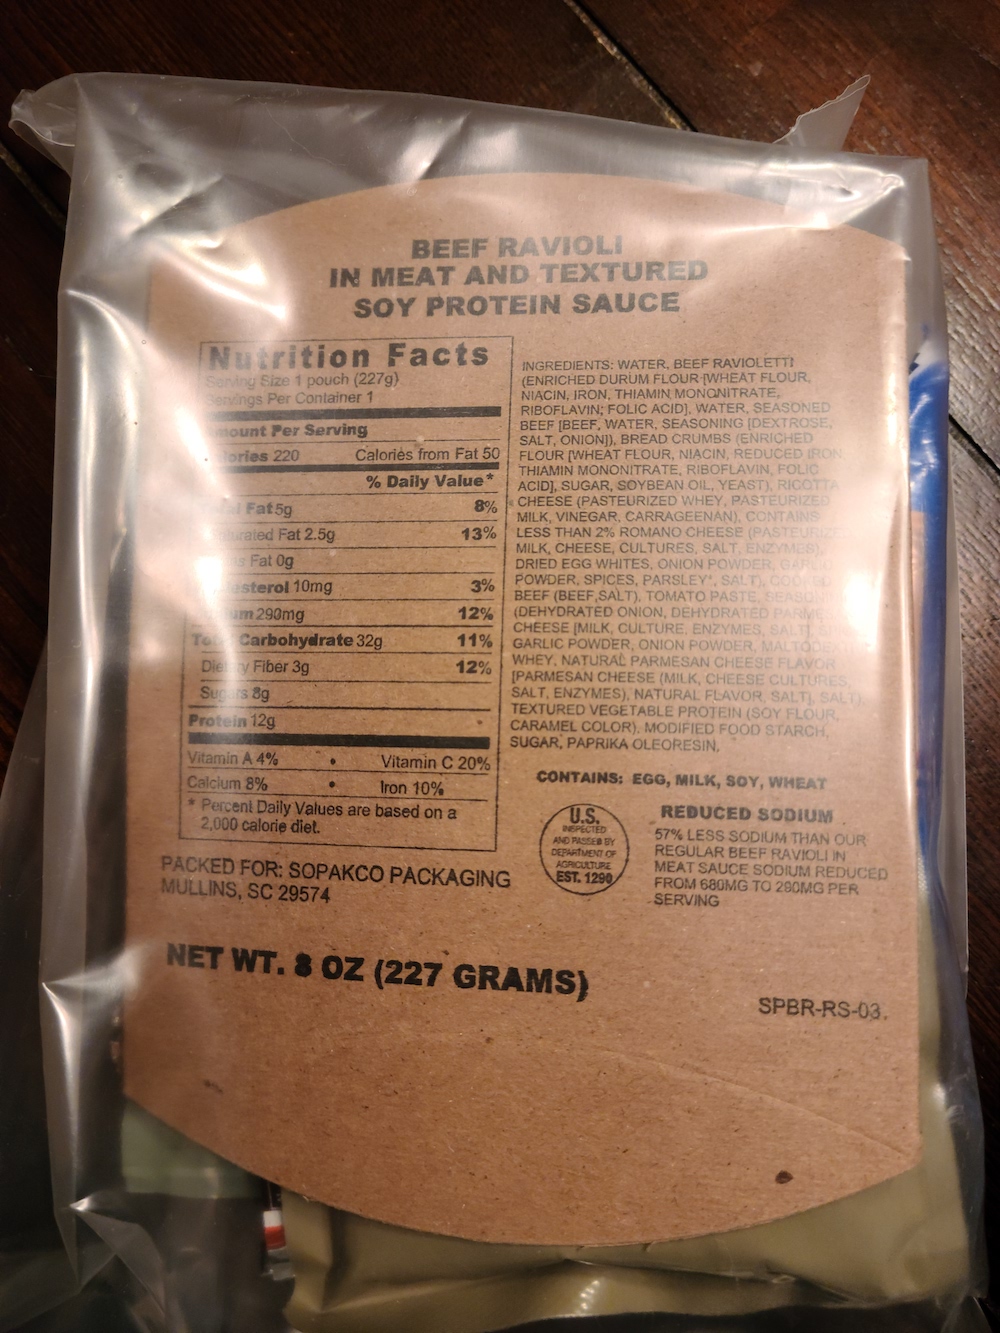 BEEF RAVIOLI
IN MEAT AND TEXTURED
SOY PROTEIN SAUCE
Nutrition Facts
Serving Size 1 pouch (227g)
Servings Per Container 1
Amount Per Serving
Calories 220 Calories from Fat 50
% Daily Value*
Fat 5g 8%
Saturated Fat 2.5g 13%
Fat 0g
Cholesterol 10mg 3%
290mg 12%
Total Carbohydrate 32g 11%
Dietary Fiber 3g 12%
Sugars 8g
Protein 12g
Vitamin A 4% • Vitamin C 20%
Calcium 8% • Iron 10%
* Percent Daily Values are based on a
2,000 calorie diet.
INGREDIENTS: WATER, BEEF RAVIOLETTI
(ENRICHED DURUM FLOUR [WHEAT FLOUR,
NIACIN, IRON, THIAMIN MONONITRATE,
RIBOFLAVIN, FOLIC ACID], WATER, SEASONED
BEEF [BEEF, WATER, SEASONING [DEXTROSE,
SALT, ONION]), BREAD CRUMBS (ENRICHED
FLOUR [WHEAT FLOUR, NIACIN, REDUCED IRON,
THIAMIN MONONITRATE, RIBOFLAVIN, FOLIC
ACID], SUGAR, SOYBEAN OIL, YEAST), RICOTTA
CHEESE (PASTEURIZED WHEY, PASTEURIZED
MILK, VINEGAR, CARRAGEENAN), CONTAINS
LESS THAN 2% ROMANO CHEESE (PASTEURIZED
MILK, CHEESE, CULTURES, SALT, ENZYMES),
DRIED EGG WHITES, ONION POWDER, GARLIC
POWDER, SPICES, PARSLEY*, SALT), COOKED
BEEF (BEEF, SALT), TOMATO PASTE,
(DEHYDRATED ONION, DEHYDRATED
CHEESE [MILK, CULTURE, ENZYMES, SALT],
GARLIC POWDER, ONION POWDER,
WHEY, NATURAL PARMESAN CHEESE FLAVOR
[PARMESAN CHEESE (MILK, CHEESE CULTURES,
SALT, ENZYMES), NATURAL FLAVOR, SALT], SALT),
TEXTURED VEGETABLE PROTEIN (SOY FLOUR,
CARAMEL COLOR), MODIFIED FOOD STARCH,
SUGAR, PAPRIKA OLEORESIN,
CONTAINS: EGG, MILK, SOY, WHEAT
U.S.
INSPECTED
AND PASSED BY
DEPARTMENT OF
AGRICULTURE
EST. 1290
REDUCED SODIUM
57% LESS SODIUM THAN OUR
REGULAR BEEF RAVIOLI IN
MEAT SAUCE SODIUM REDUCED
FROM 680MG TO 290MG PER
SERVING
PACKED FOR: SOPAKCO PACKAGING
MULLINS, SC 29574
NET WT. 8 OZ (227 GRAMS)
SPBR-RS-03.